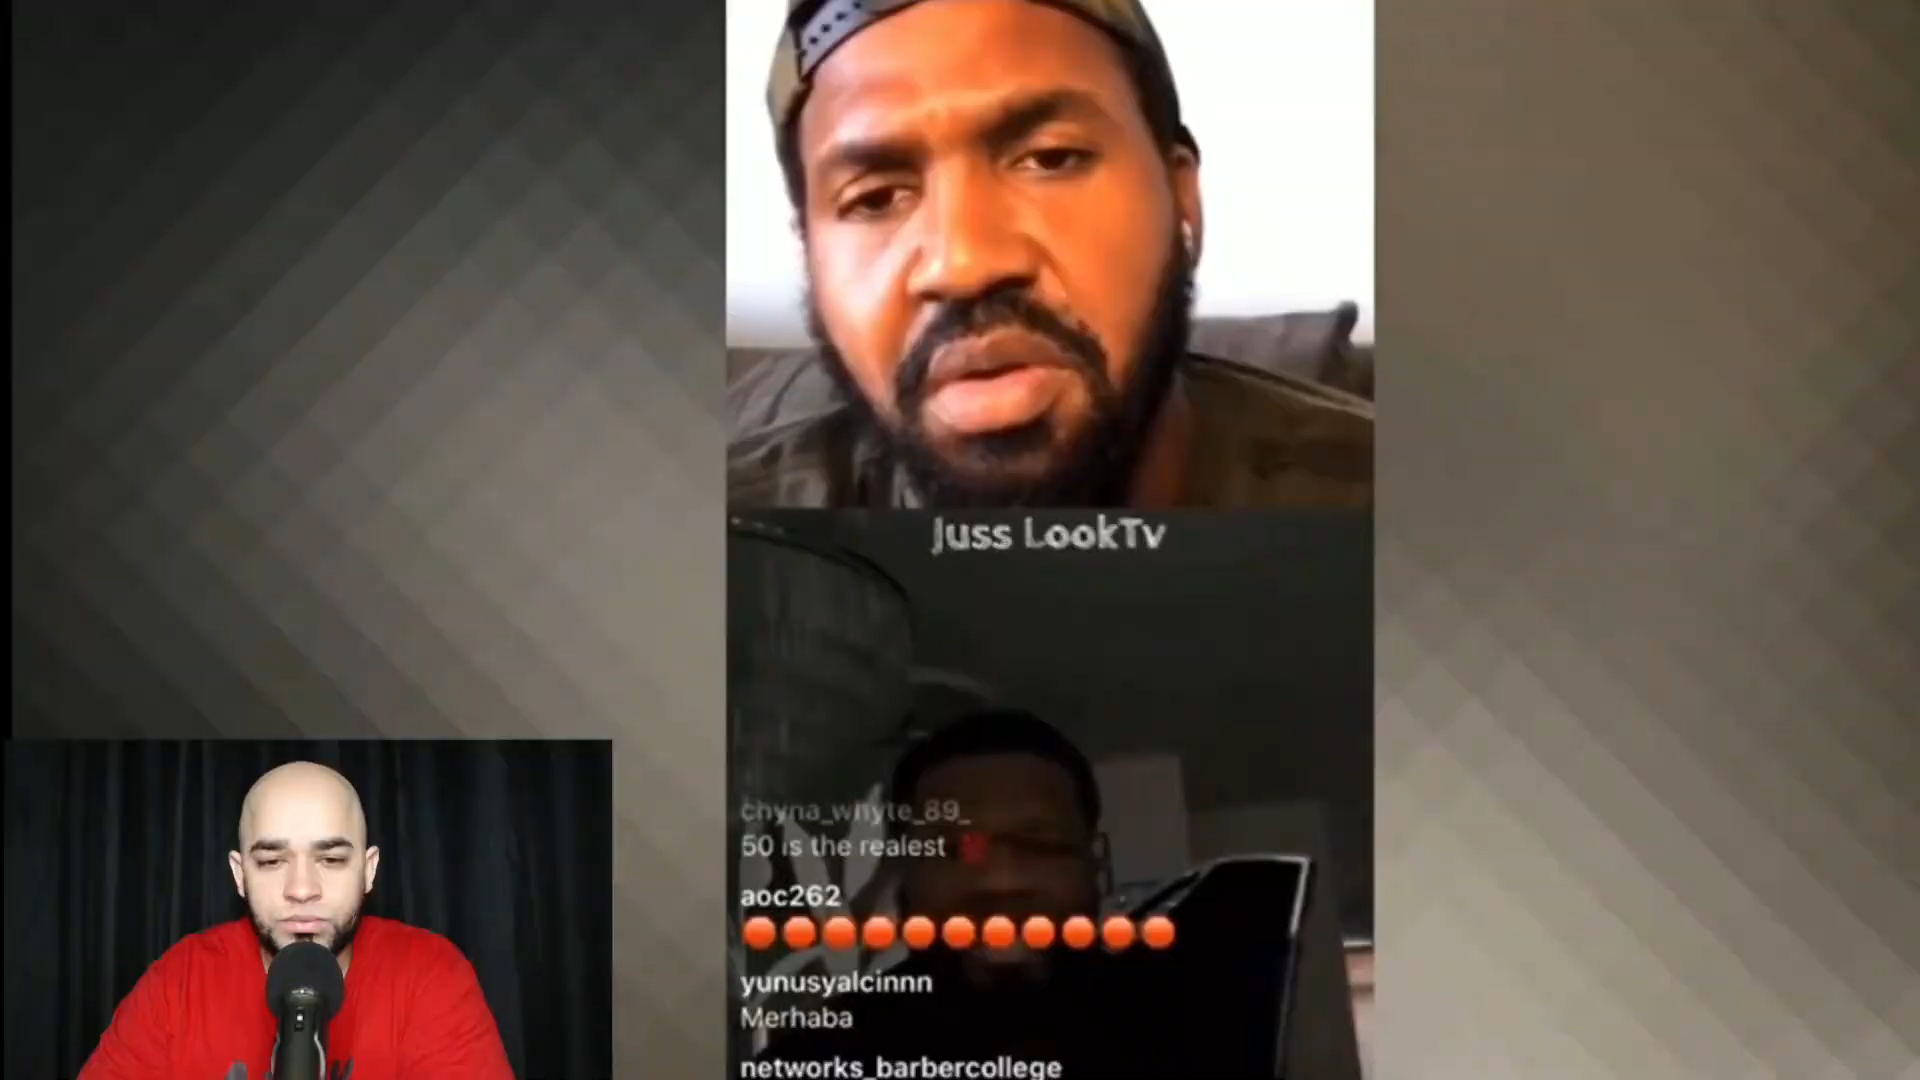 Juss LookTv
chyna_whyte_89_
50 is the realest
aoc262
yunusyalcinnn
Merhaba
networks_barbercollege